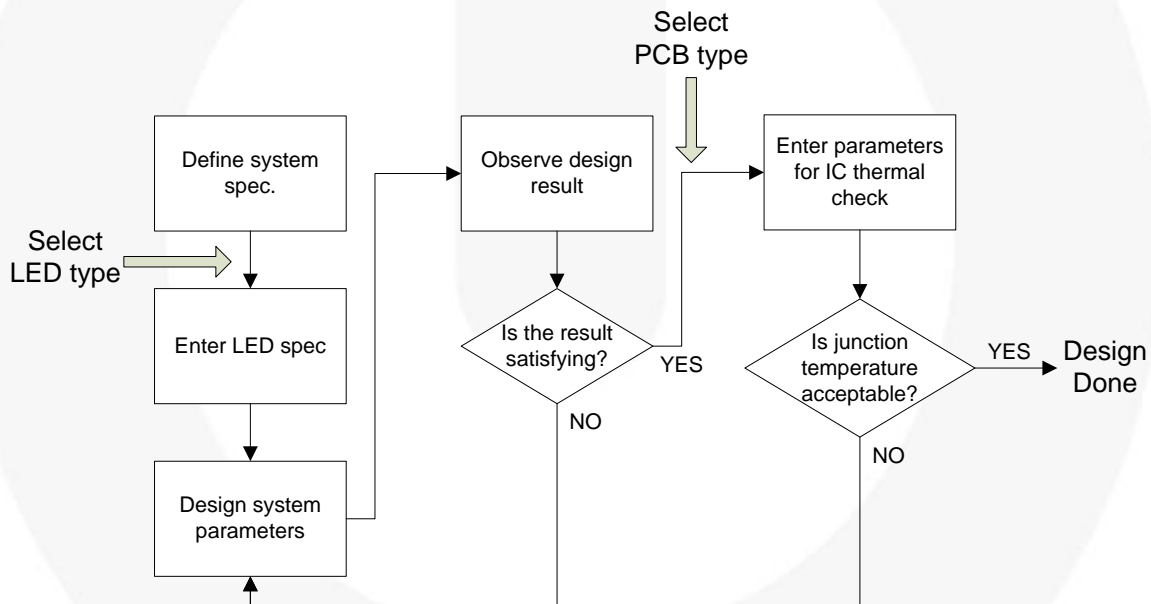 Select
PCB type
Define system
spec.
Observe design
result
Enter parameters
for IC thermal
check
Select
LED type
Enter LED spec
Is the result
satisfying?
YES
NO
Is junction
temperature
acceptable?
YES
Design
Done
NO
Design system
parameters